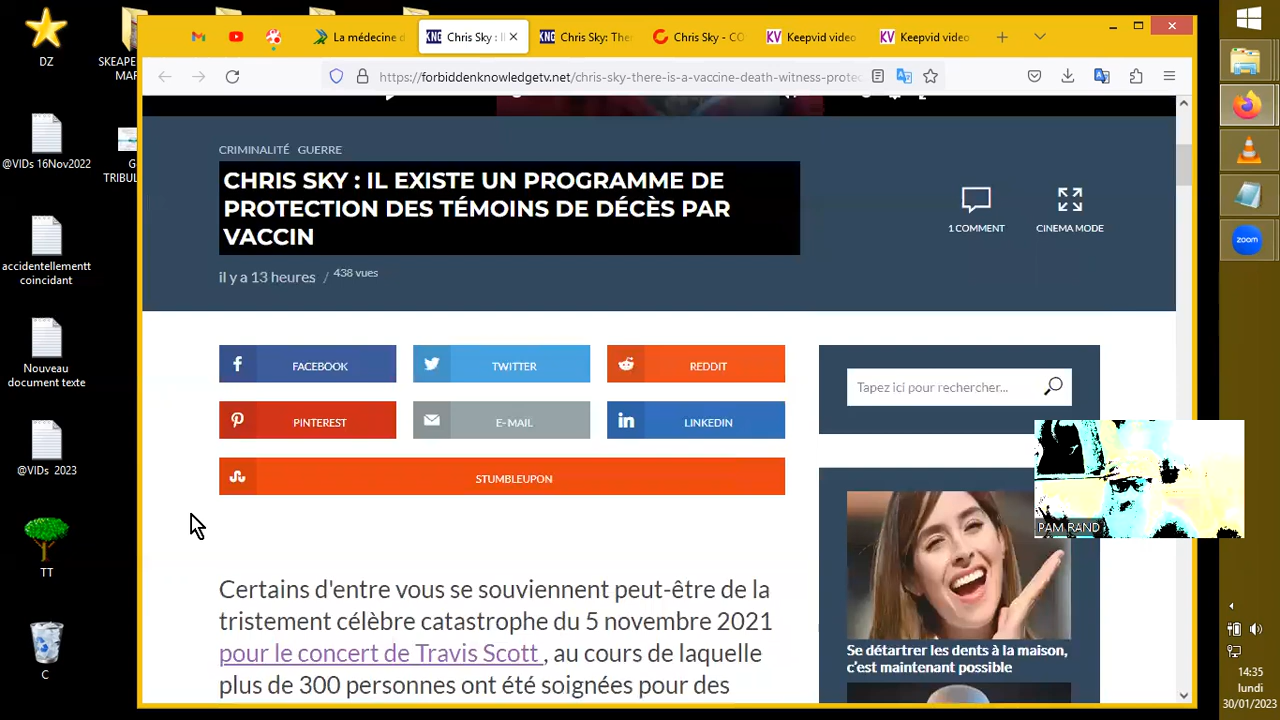 DZ
SKEAPE
MAR
@VIDs 16Nov2022
G
TRIBUL
accidentellementt
coincidant
Nouveau
document texte
@VIDs 2023
TT
C
La médecine d
Chris Sky : Il
Chris Sky: The
Chris Sky - CO
Keepvid video
Keepvid video
https://forbiddenknowledgetv.net/chris-sky-there-is-a-vaccine-death-witness-protec
CRIMINALITÉ GUERRE
CHRIS SKY : IL EXISTE UN PROGRAMME DE
PROTECTION DES TÉMOINS DE DÉCÈS PAR
VACCIN
il y a 13 heures / 438 vues
1 COMMENT
CINEMA MODE
FACEBOOK
TWITTER
REDDIT
PINTEREST
E-MAIL
LINKEDIN
STUMBLEUPON
Tapez ici pour rechercher...
Certains d'entre vous se souviennent peut-être de la
tristement célèbre catastrophe du 5 novembre 2021
pour le concert de Travis Scott , au cours de laquelle
plus de 300 personnes ont été soignées pour des
Se détartrer les dents à la maison,
c'est maintenant possible
PAM RAND
zoom
14:35
lundi
30/01/2023